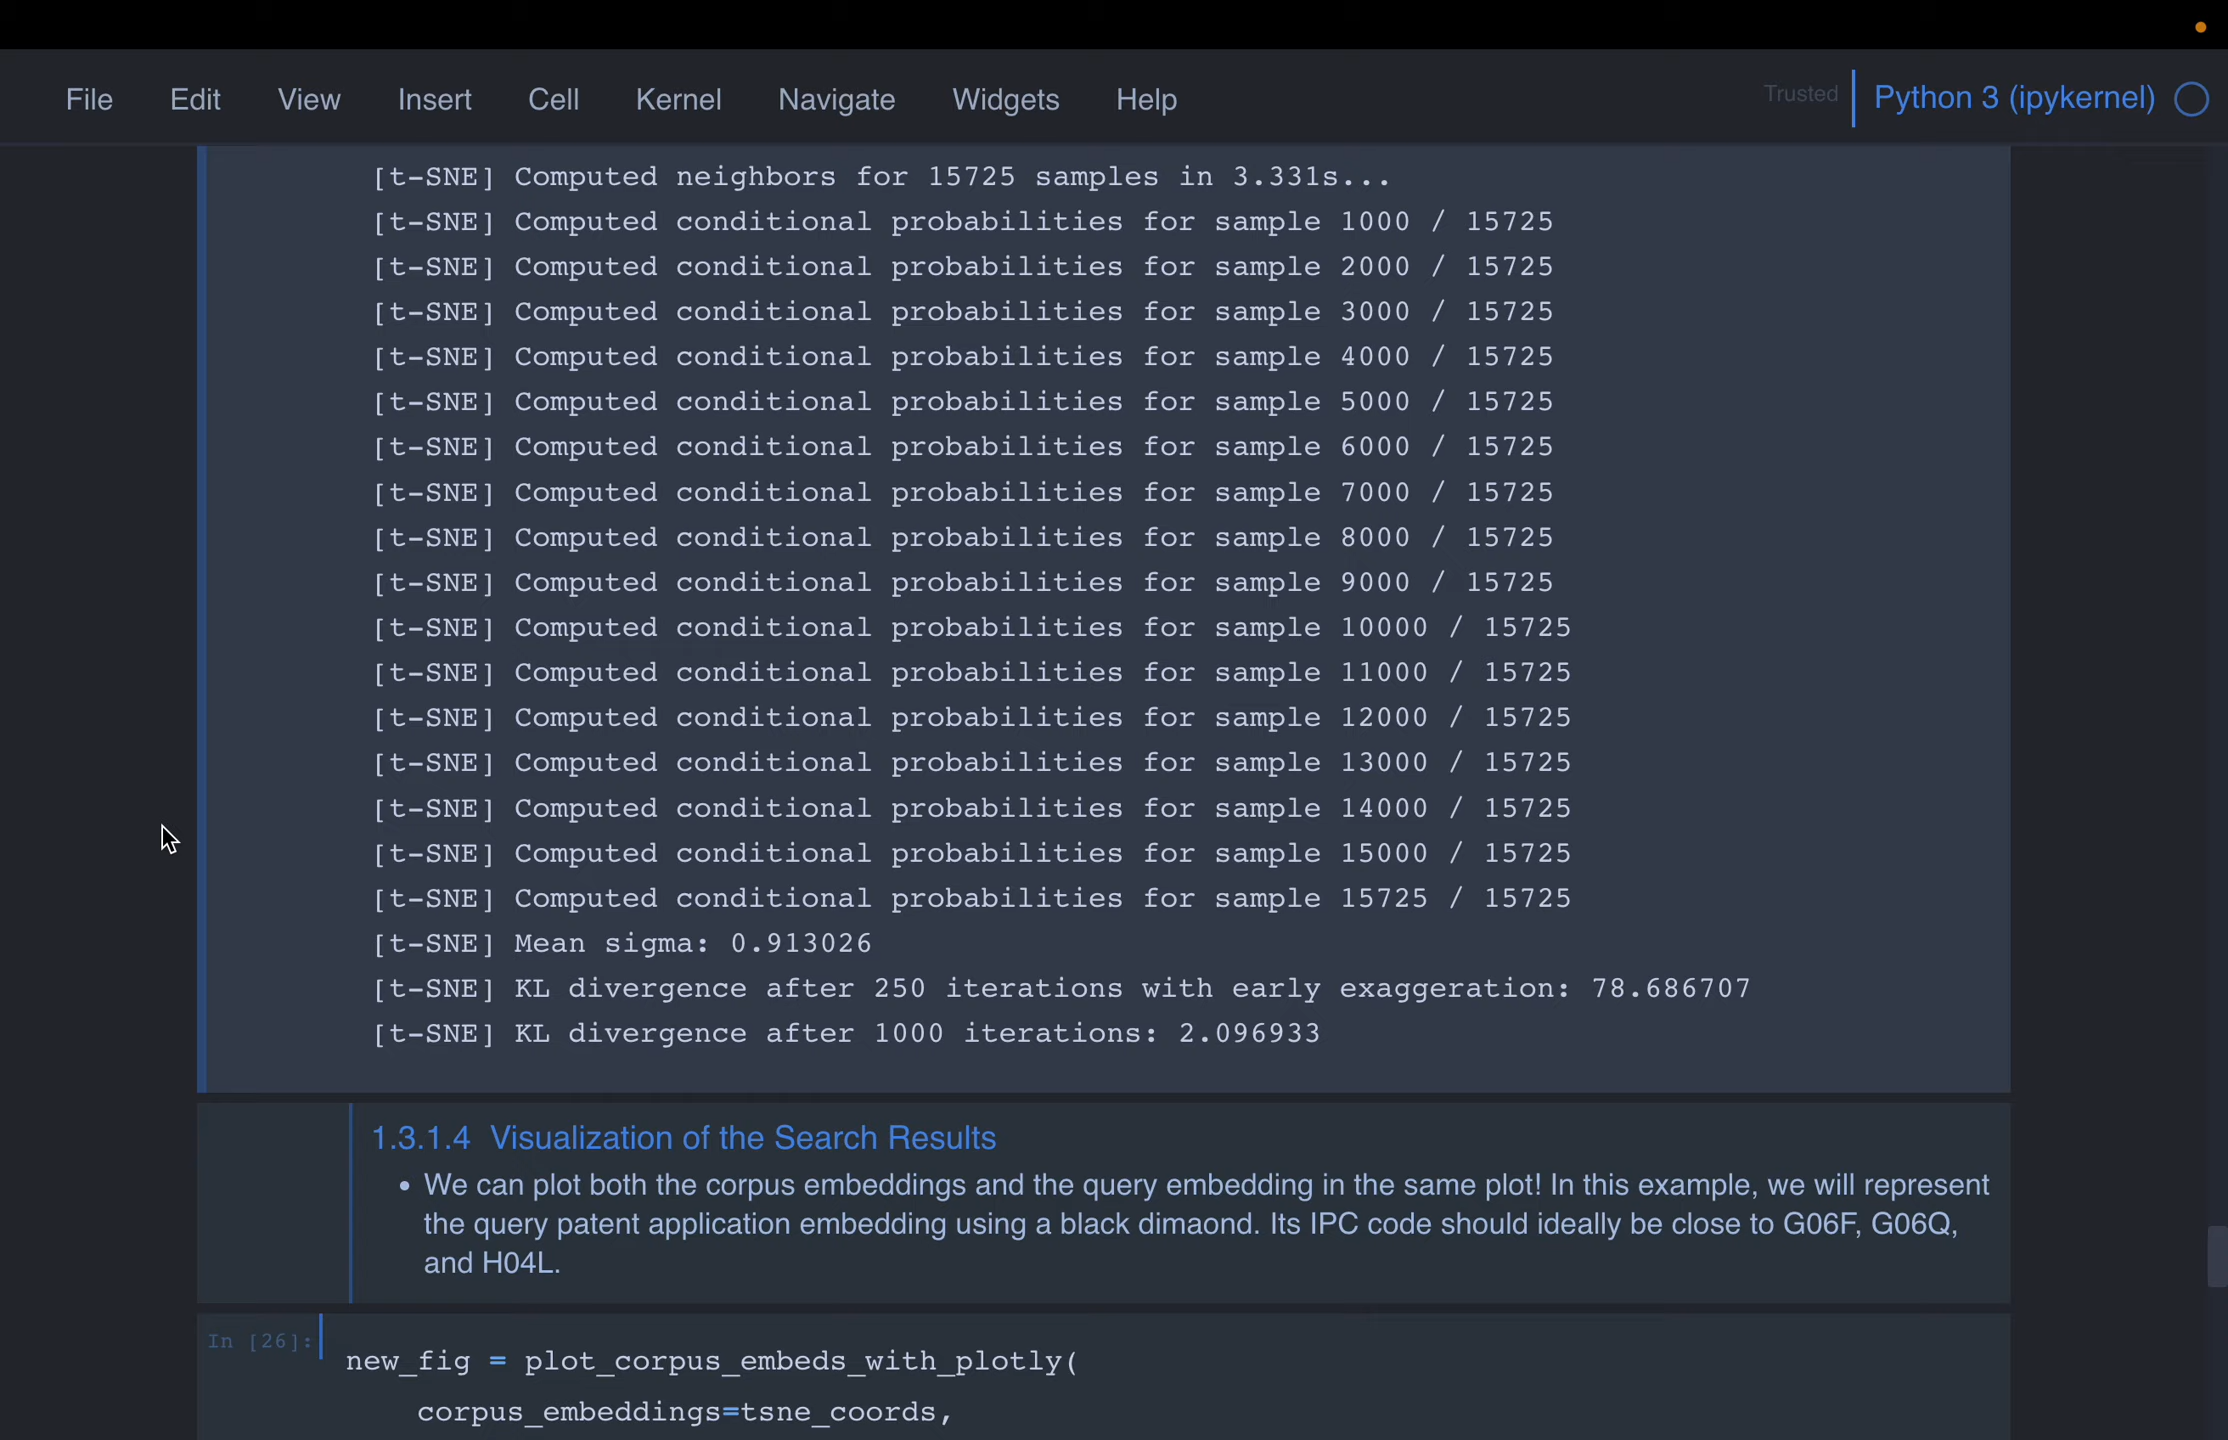 File Edit View Insert Cell Kernel Navigate Widgets Help Trusted Python 3 (ipykernel)
[t-SNE] Computed neighbors for 15725 samples in 3.331s...
[t-SNE] Computed conditional probabilities for sample 1000 / 15725
[t-SNE] Computed conditional probabilities for sample 2000 / 15725
[t-SNE] Computed conditional probabilities for sample 3000 / 15725
[t-SNE] Computed conditional probabilities for sample 4000 / 15725
[t-SNE] Computed conditional probabilities for sample 5000 / 15725
[t-SNE] Computed conditional probabilities for sample 6000 / 15725
[t-SNE] Computed conditional probabilities for sample 7000 / 15725
[t-SNE] Computed conditional probabilities for sample 8000 / 15725
[t-SNE] Computed conditional probabilities for sample 9000 / 15725
[t-SNE] Computed conditional probabilities for sample 10000 / 15725
[t-SNE] Computed conditional probabilities for sample 11000 / 15725
[t-SNE] Computed conditional probabilities for sample 12000 / 15725
[t-SNE] Computed conditional probabilities for sample 13000 / 15725
[t-SNE] Computed conditional probabilities for sample 14000 / 15725
[t-SNE] Computed conditional probabilities for sample 15000 / 15725
[t-SNE] Computed conditional probabilities for sample 15725 / 15725
[t-SNE] Mean sigma: 0.913026
[t-SNE] KL divergence after 250 iterations with early exaggeration: 78.686707
[t-SNE] KL divergence after 1000 iterations: 2.096933
1.3.1.4 Visualization of the Search Results
• We can plot both the corpus embeddings and the query embedding in the same plot! In this example, we will represent
the query patent application embedding using a black dimaond. Its IPC code should ideally be close to G06F, G06Q,
and H04L.
In [26]:
new_fig = plot_corpus_embeds_with_plotly(
corpus_embeddings=tsne_coords,